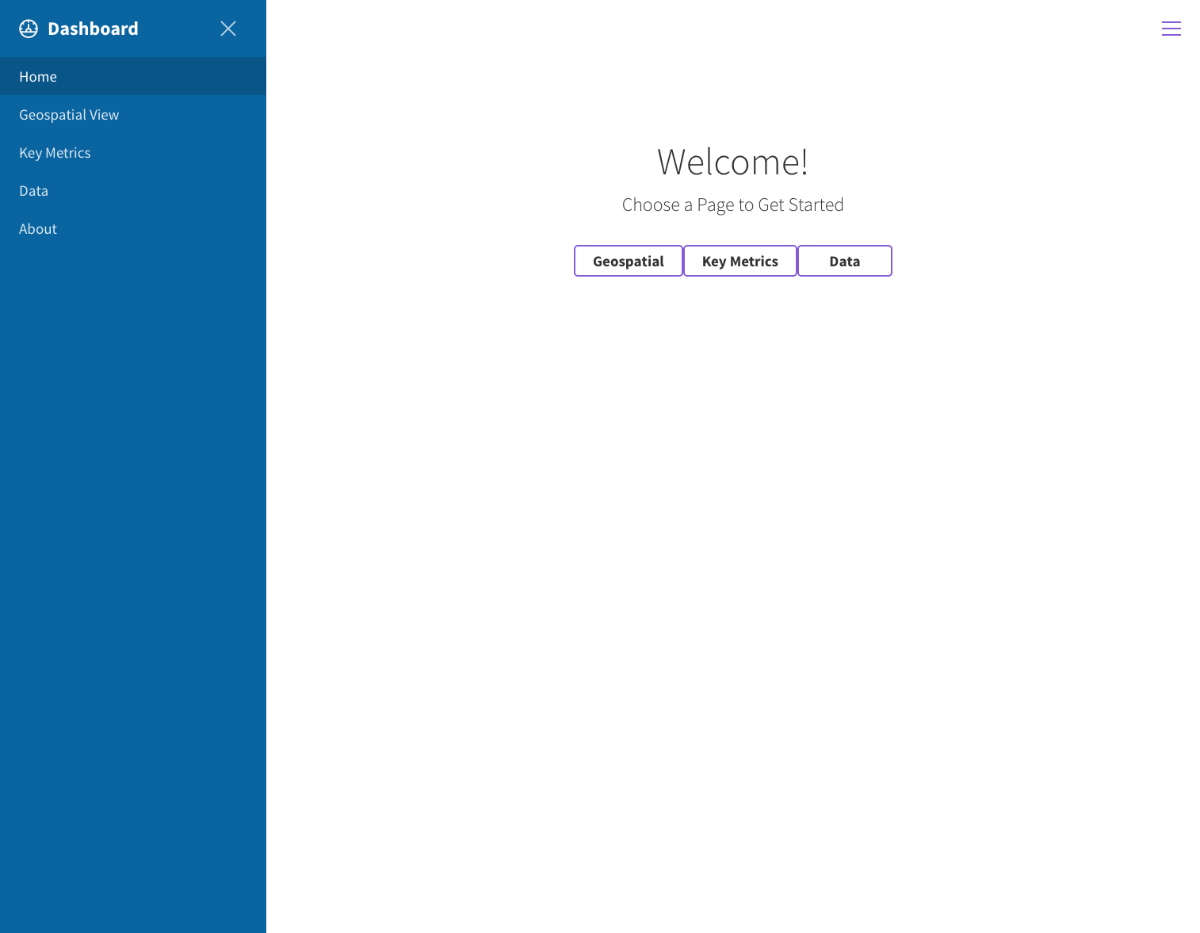 Dashboard
Home
Geospatial View
Key Metrics
Data
About
Welcome!
Choose a Page to Get Started
Geospatial Key Metrics Data